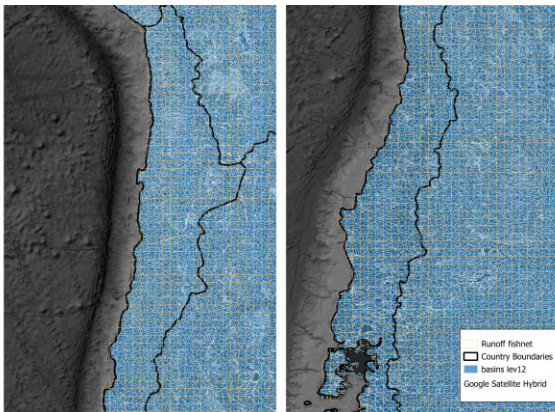 Runoff fishnet
Country Boundaries
basins lev12
Google Satellite Hybrid